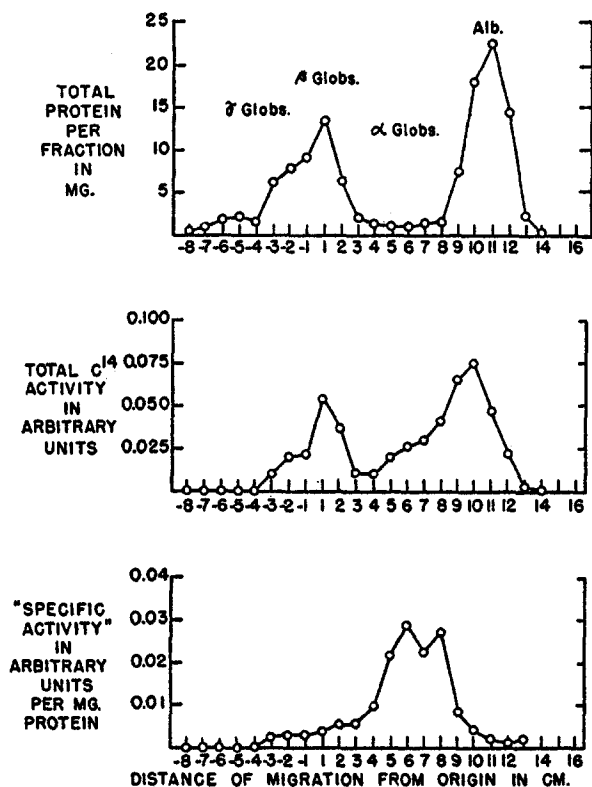 25
20
15
10
5
TOTAL
PROTEIN
PER
FRACTION
IN
MG.
γ Globs.
β Globs.
α Globs.
Alb.
-8 -7 -6 -5 -4 -3 -2 -1 1 2 3 4 5 6 7 8 9 10 11 12 14 16
0.100
0.075
0.050
0.025
TOTAL C14
ACTIVITY
IN
ARBITRARY
UNITS
-8 -7 -6 -5 -4 -3 -2 -1 1 2 3 4 5 6 7 8 9 10 11 12 14 16
0.04
0.03
0.02
0.01
"SPECIFIC
ACTIVITY"
IN
ARBITRARY
UNITS
PER MG.
PROTEIN
-8 -7 -6 -5 -4 -3 -2 -1 1 2 3 4 5 6 7 8 9 10 11 12 14 16
DISTANCE OF MIGRATION FROM ORIGIN IN CM.